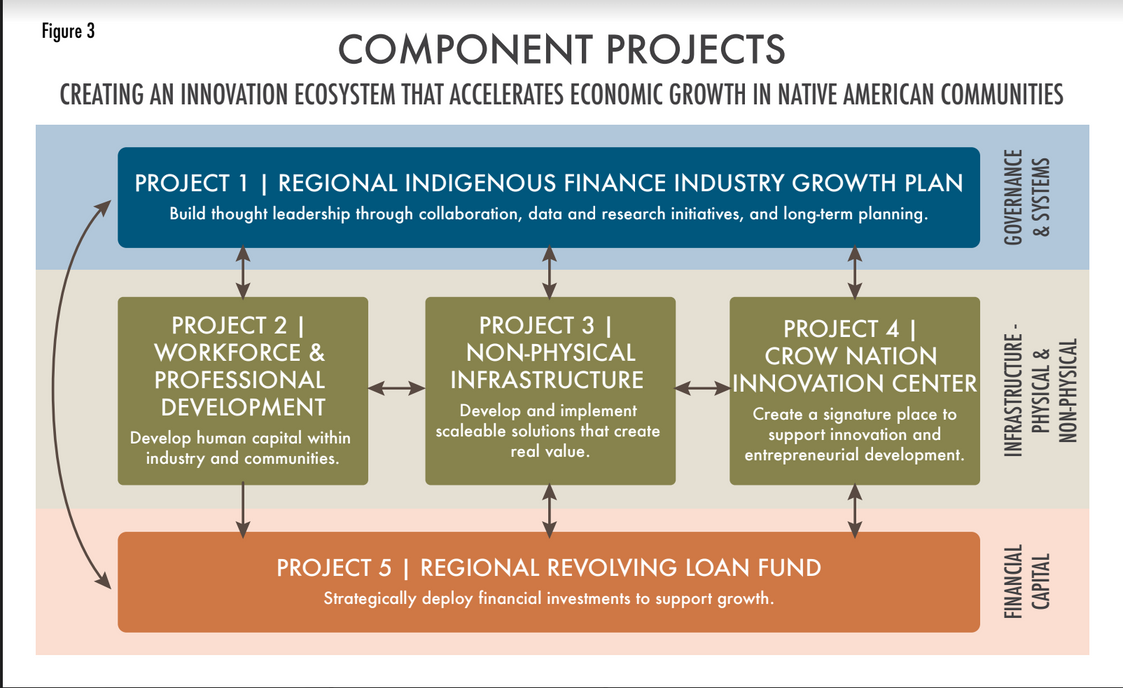 Figure 3
COMPONENT PROJECTS
CREATING AN INNOVATION ECOSYSTEM THAT ACCELERATES ECONOMIC GROWTH IN NATIVE AMERICAN COMMUNITIES
PROJECT 1 | REGIONAL INDIGENOUS FINANCE INDUSTRY GROWTH PLAN
Build thought leadership through collaboration, data and research initiatives, and long-term planning.
GOVERNANCE
& SYSTEMS
PROJECT 2 |
WORKFORCE &
PROFESSIONAL
DEVELOPMENT
Develop human capital within
industry and communities.
PROJECT 3 |
NON-PHYSICAL
INFRASTRUCTURE
Develop and implement
scaleable solutions that create
real value.
PROJECT 4 |
CROW NATION
INNOVATION CENTER
Create a signature place to
support innovation and
entrepreneurial development.
INFRASTRUCTURE -
PHYSICAL &
NON-PHYSICAL
PROJECT 5 | REGIONAL REVOLVING LOAN FUND
Strategically deploy financial investments to support growth.
FINANCIAL
CAPITAL